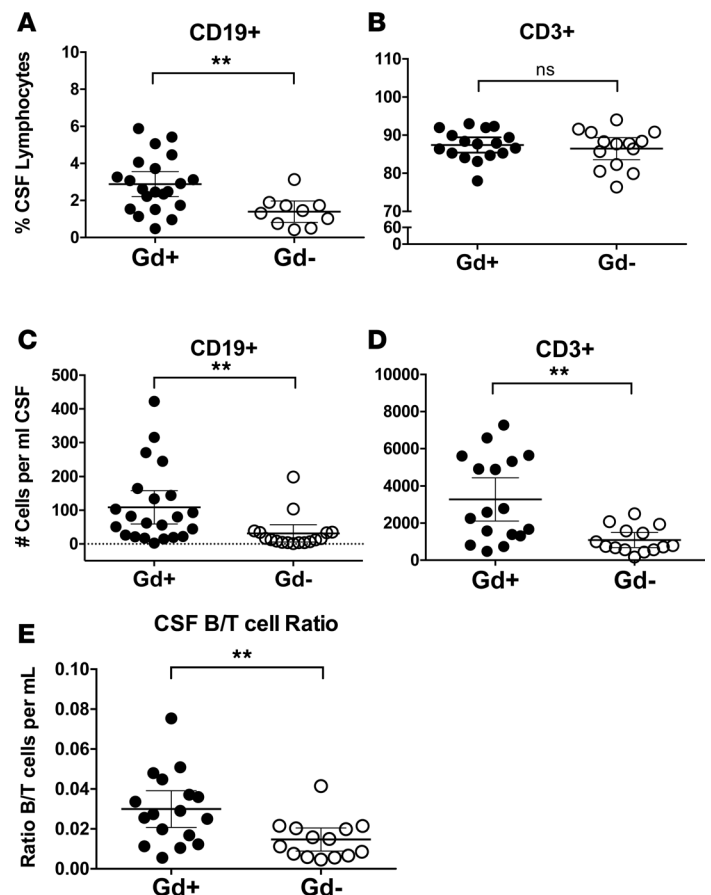 A
CD19+
% CSF Lymphocytes
10
8
6
4
2
0
**
Gd+ Gd-
B
CD3+
110
100
90
80
70
60
0
ns
Gd+ Gd-
C
CD19+
# Cells per ml CSF
500
400
300
200
100
0
**
Gd+ Gd-
D
CD3+
10000
8000
6000
4000
2000
0
**
Gd+ Gd-
E
CSF B/T cell Ratio
Ratio B/T cells per mL
0.10
0.08
0.06
0.04
0.02
0.00
**
Gd+ Gd-